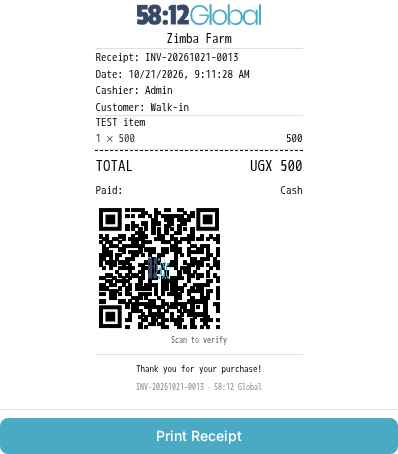 58:12Global
Zimba Farm
Receipt: INV-20261021-0013
Date: 10/21/2026, 9:11:28 AM
Cashier: Admin
Customer: Walk-in
TEST item
1 × 500 500
TOTAL UGX 500
Paid: Cash
Scan to verify
Thank you for your purchase!
INV-20261021-0013 · 58:12 Global
Print Receipt